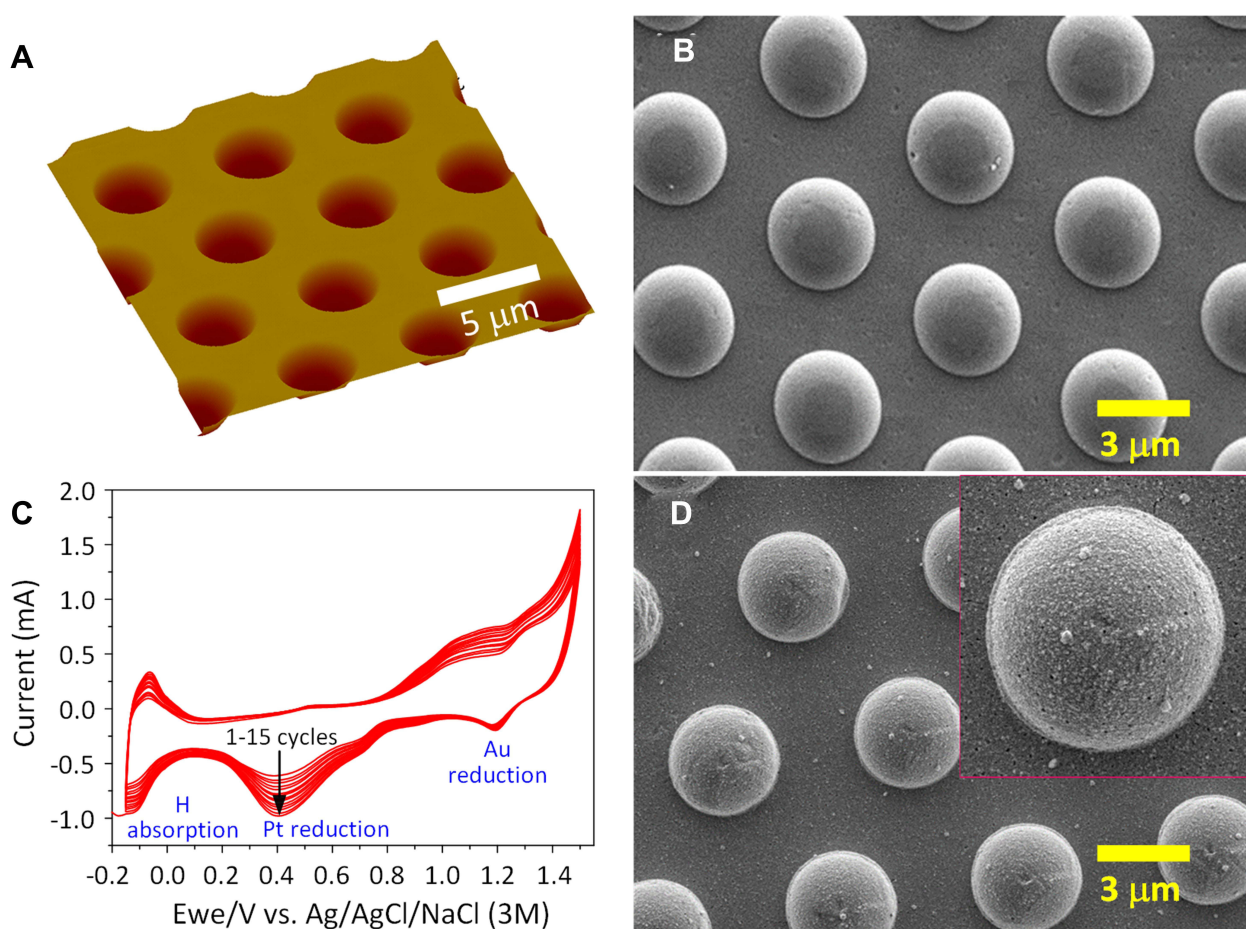 A
5 μm
B
3 μm
C
2.0
1.5
1.0
0.5
0.0
-0.5
-1.0
Current (mA)
1-15 cycles
Au
reduction
H
absorption
Pt reduction
-0.2 0.0 0.2 0.4 0.6 0.8 1.0 1.2 1.4
Ewe/V vs. Ag/AgCl/NaCl (3M)
D
3 μm